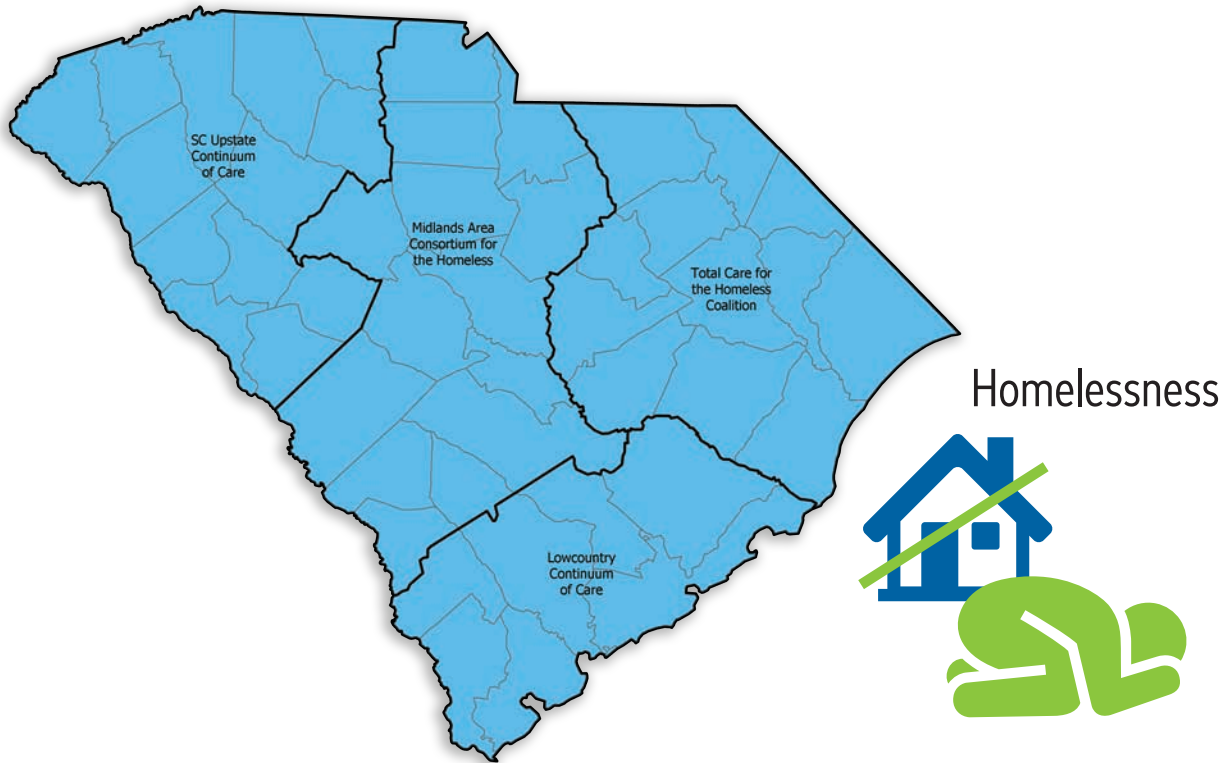 SC Upstate
Continuum
of Care
Midlands Area
Consortium for
the Homeless
Total Care for
the Homeless
Coalition
Homelessness
Lowcountry
Continuum
of Care